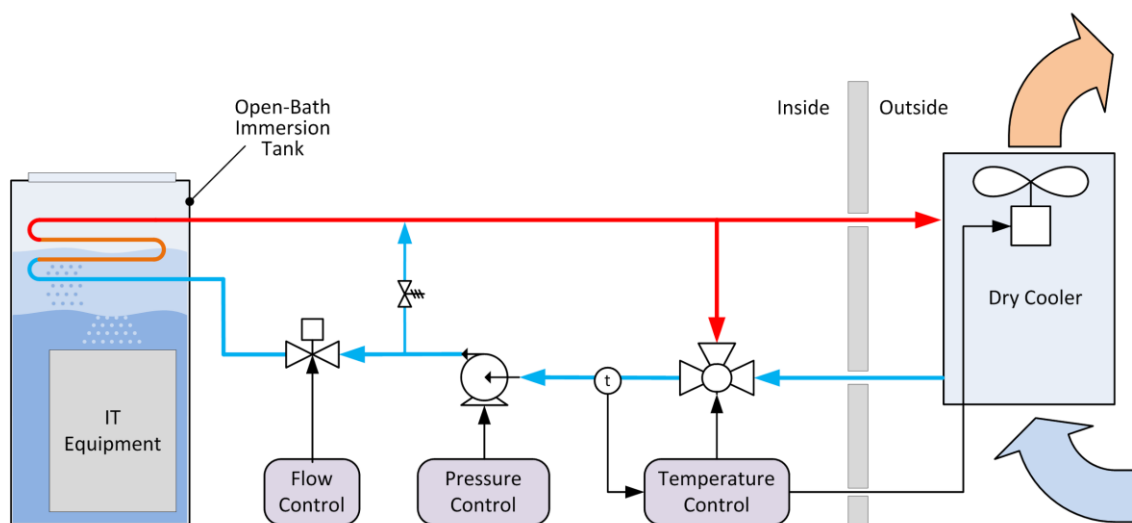 Open-Bath
Immersion
Tank
Inside
Outside
Dry Cooler
t
IT
Equipment
Flow
Control
Pressure
Control
Temperature
Control